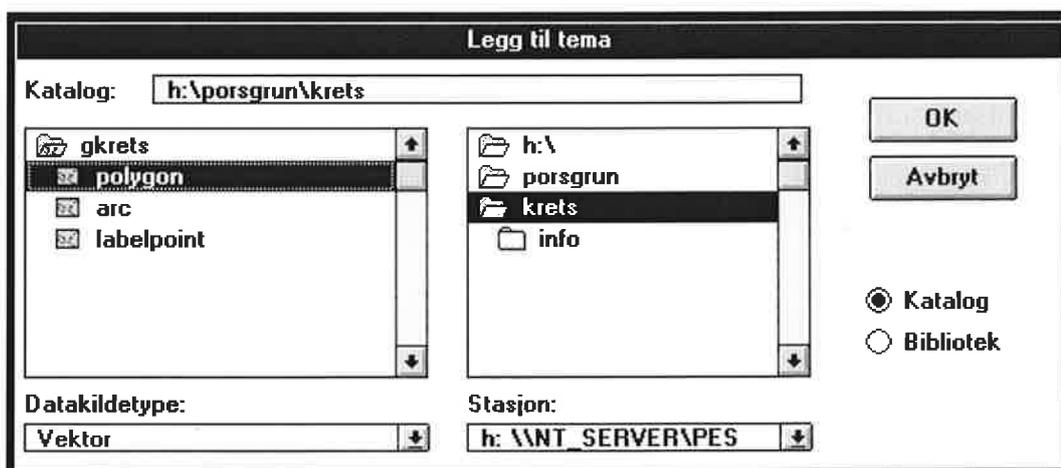 Legg til tema
Katalog: h:\porsgrun\krets
gkrets
polygon
arc
labelpoint
h:\
porsgrun
krets
info
OK
Avbryt
Katalog
Bibliotek
Datakildetype:
Vektor
Stasjon:
h: \\NT_SERVER\PES